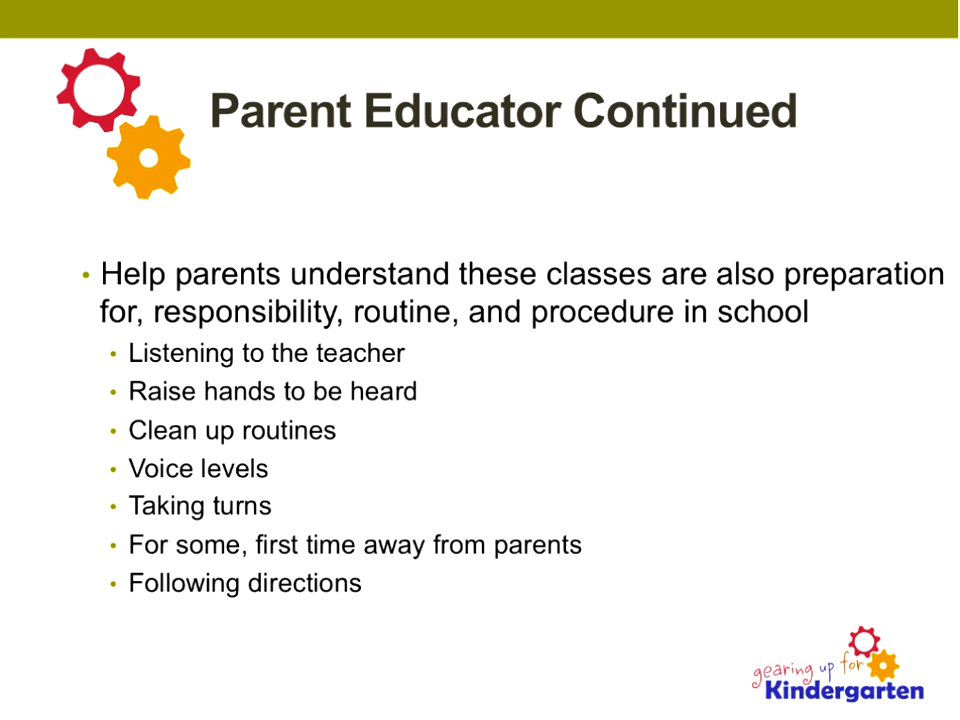 Parent Educator Continued
• Help parents understand these classes are also preparation
for, responsibility, routine, and procedure in school
• Listening to the teacher
• Raise hands to be heard
• Clean up routines
• Voice levels
• Taking turns
• For some, first time away from parents
• Following directions
gearing up for
Kindergarten